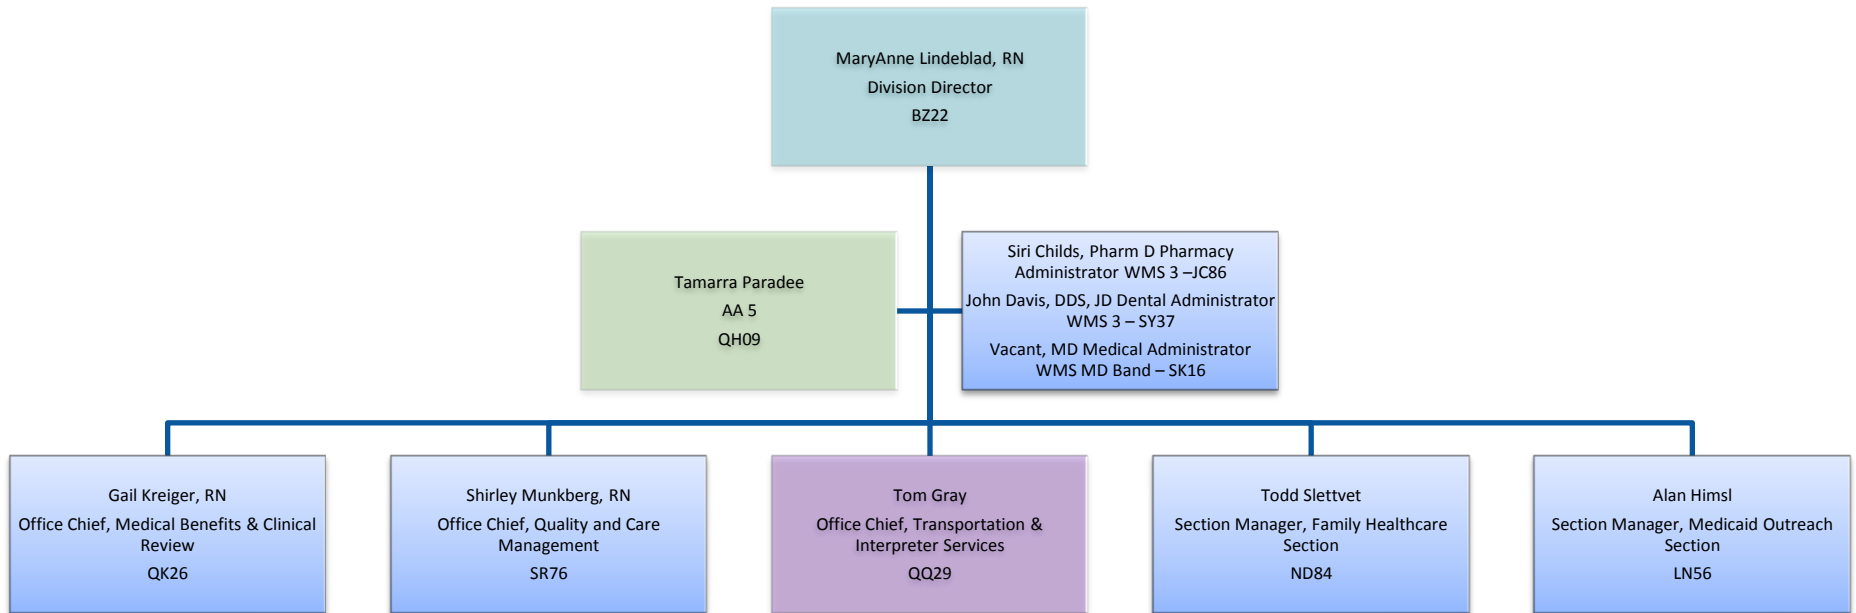 MaryAnne Lindeblad, RN
Division Director
BZ22
Tamarra Paradee
AA 5
QH09
Siri Childs, Pharm D Pharmacy
Administrator WMS 3 –JC86
John Davis, DDS, JD Dental Administrator
WMS 3 – SY37
Vacant, MD Medical Administrator
WMS MD Band – SK16
Gail Kreiger, RN
Office Chief, Medical Benefits & Clinical
Review
QK26
Shirley Munkberg, RN
Office Chief, Quality and Care
Management
SR76
Tom Gray
Office Chief, Transportation &
Interpreter Services
QQ29
Todd Slettvet
Section Manager, Family Healthcare
Section
ND84
Alan Himsl
Section Manager, Medicaid Outreach
Section
LN56